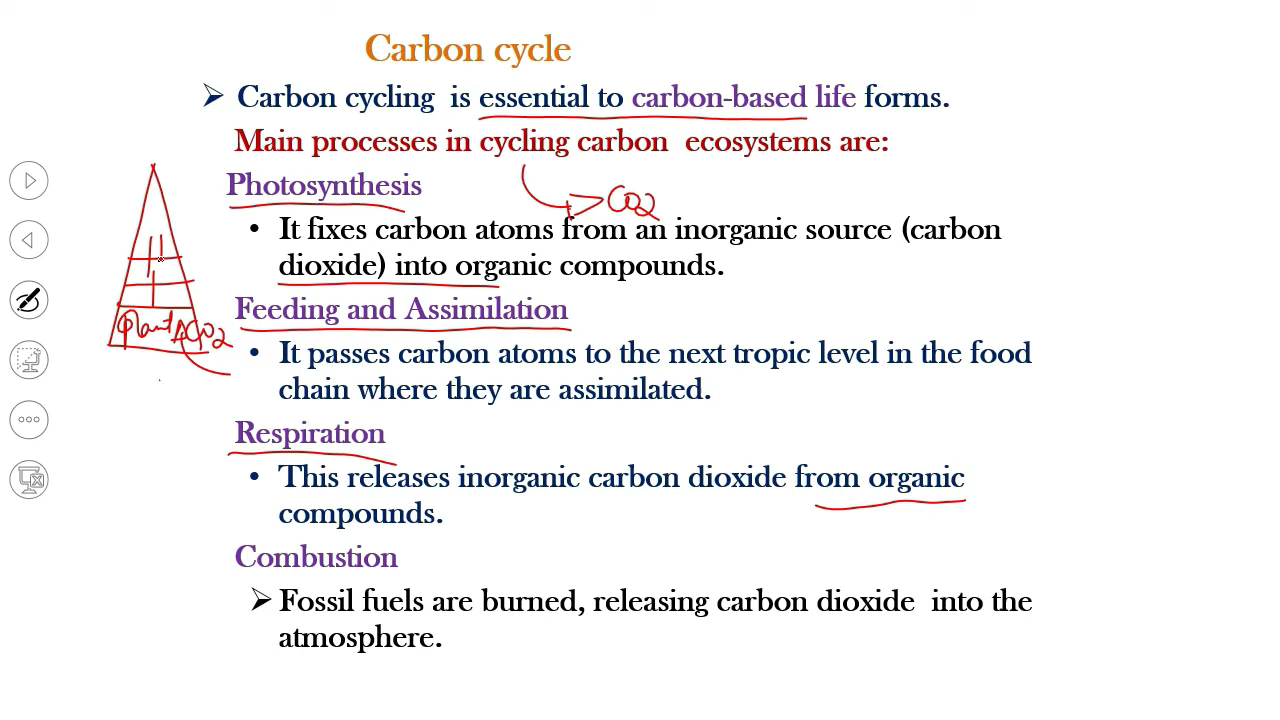 Carbon cycle
➢ Carbon cycling is essential to carbon-based life forms.
Main processes in cycling carbon ecosystems are:
Photosynthesis
CO2
• It fixes carbon atoms from an inorganic source (carbon
dioxide) into organic compounds.
Feeding and Assimilation
Plant CO2
• It passes carbon atoms to the next tropic level in the food
chain where they are assimilated.
Respiration
• This releases inorganic carbon dioxide from organic
compounds.
Combustion
➢ Fossil fuels are burned, releasing carbon dioxide into the
atmosphere.